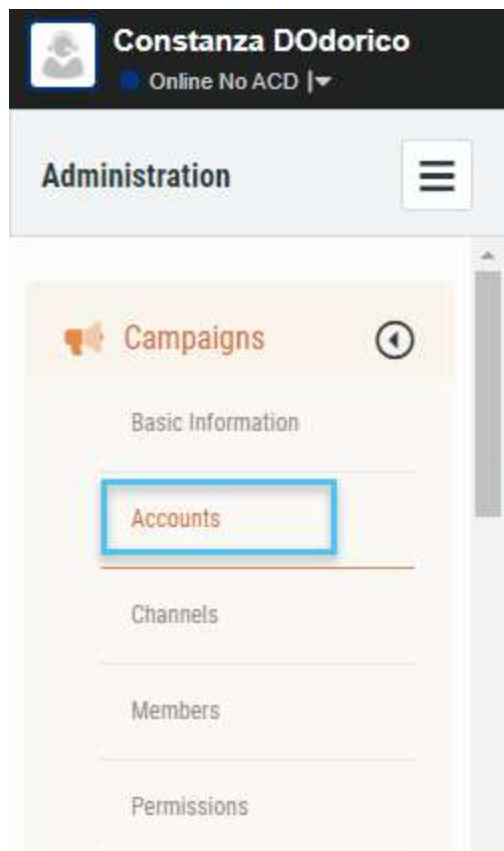 Constanza DOdorico
Online No ACD
Administration
Campaigns
Basic Information
Accounts
Channels
Members
Permissions